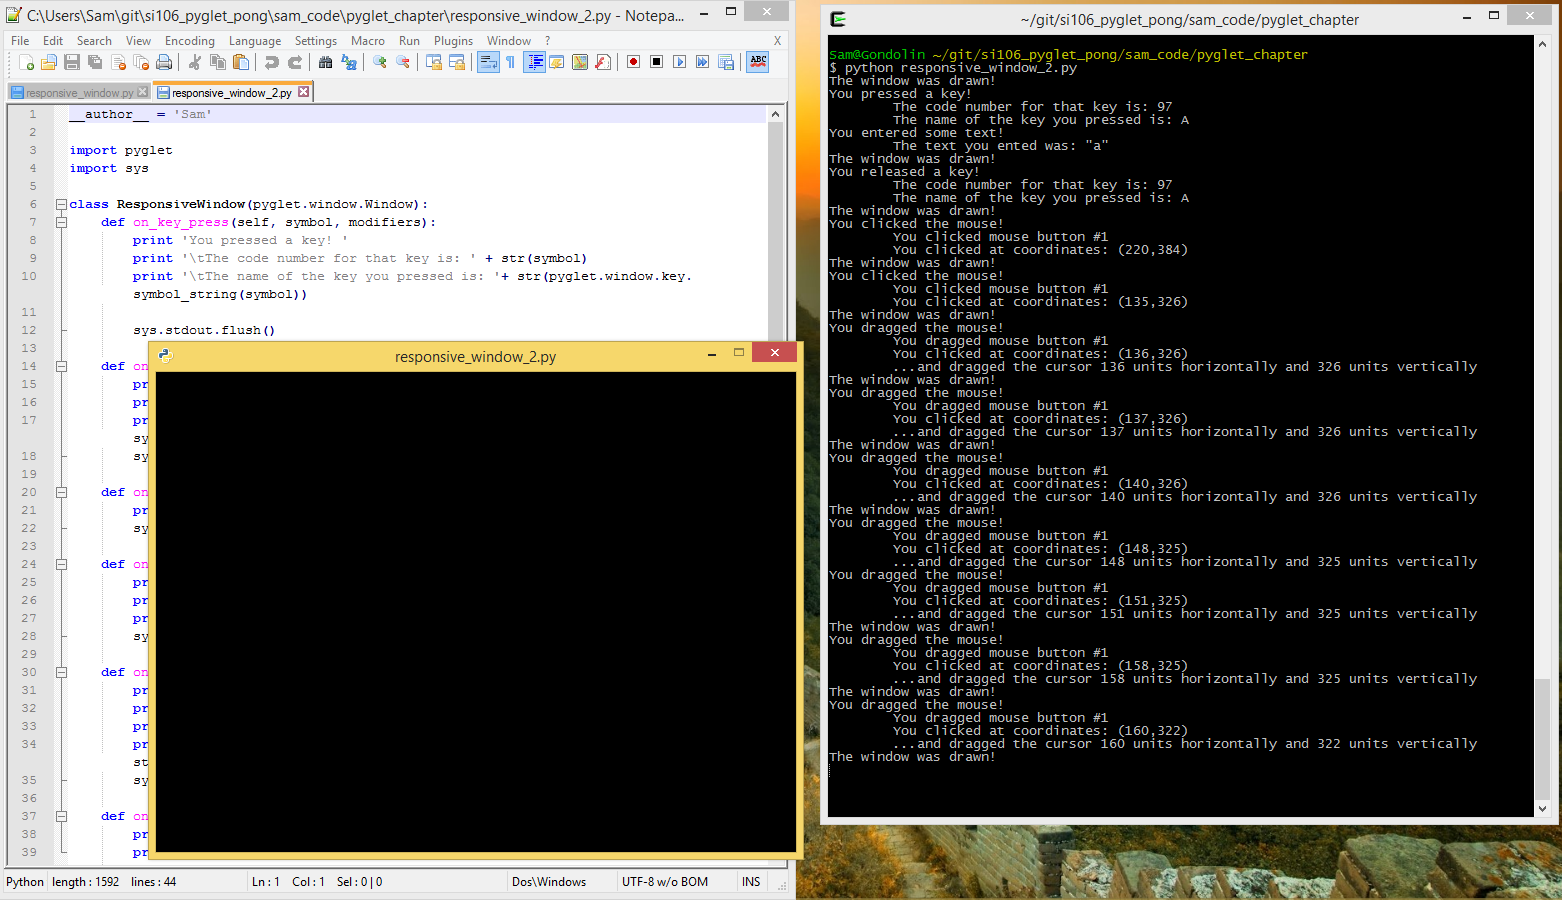 C:\Users\Sam\git\si106_pyglet_pong\sam_code\pyglet_chapter\responsive_window_2.py - Notepa...
File Edit Search View Encoding Language Settings Macro Run Plugins Window ? X
ABC
responsive_window.py responsive_window_2.py
1 __author__ = 'Sam'
2
3 import pyglet
4 import sys
5
6 class ResponsiveWindow(pyglet.window.Window):
7 def on_key_press(self, symbol, modifiers):
8 print 'You pressed a key! '
9 print '\tThe code number for that key is: ' + str(symbol)
10 print '\tThe name of the key you pressed is: '+ str(pyglet.window.key.
symbol_string(symbol))
11
12 sys.stdout.flush()
13
14 def on
15 pr
16 pr
17 pr
sy
18 sy
19
20 def on
21 pr
22 sy
23
24 def on
25 pr
26 pr
27 pr
28 sy
29
30 def on
31 pr
32 pr
33 pr
34 pr
st
35 sy
36
37 def on
38 pr
39 pr
Python length : 1592 lines : 44 Ln : 1 Col : 1 Sel : 0 | 0 Dos\Windows UTF-8 w/o BOM INS
responsive_window_2.py
~/git/si106_pyglet_pong/sam_code/pyglet_chapter
Sam@Gondolin ~/git/si106_pyglet_pong/sam_code/pyglet_chapter
$ python responsive_window_2.py
The window was drawn!
You pressed a key!
The code number for that key is: 97
The name of the key you pressed is: A
You entered some text!
The text you ented was: "a"
The window was drawn!
You released a key!
The code number for that key is: 97
The name of the key you pressed is: A
The window was drawn!
You clicked the mouse!
You clicked mouse button #1
You clicked at coordinates: (220,384)
The window was drawn!
You clicked the mouse!
You clicked mouse button #1
You clicked at coordinates: (135,326)
The window was drawn!
You dragged the mouse!
You dragged mouse button #1
You clicked at coordinates: (136,326)
...and dragged the cursor 136 units horizontally and 326 units vertically
The window was drawn!
You dragged the mouse!
You dragged mouse button #1
You clicked at coordinates: (137,326)
...and dragged the cursor 137 units horizontally and 326 units vertically
The window was drawn!
You dragged the mouse!
You dragged mouse button #1
You clicked at coordinates: (140,326)
...and dragged the cursor 140 units horizontally and 326 units vertically
The window was drawn!
You dragged the mouse!
You dragged mouse button #1
You clicked at coordinates: (148,325)
...and dragged the cursor 148 units horizontally and 325 units vertically
You dragged the mouse!
You dragged mouse button #1
You clicked at coordinates: (151,325)
...and dragged the cursor 151 units horizontally and 325 units vertically
The window was drawn!
You dragged the mouse!
You dragged mouse button #1
You clicked at coordinates: (158,325)
...and dragged the cursor 158 units horizontally and 325 units vertically
The window was drawn!
You dragged the mouse!
You dragged mouse button #1
You clicked at coordinates: (160,322)
...and dragged the cursor 160 units horizontally and 322 units vertically
The window was drawn!